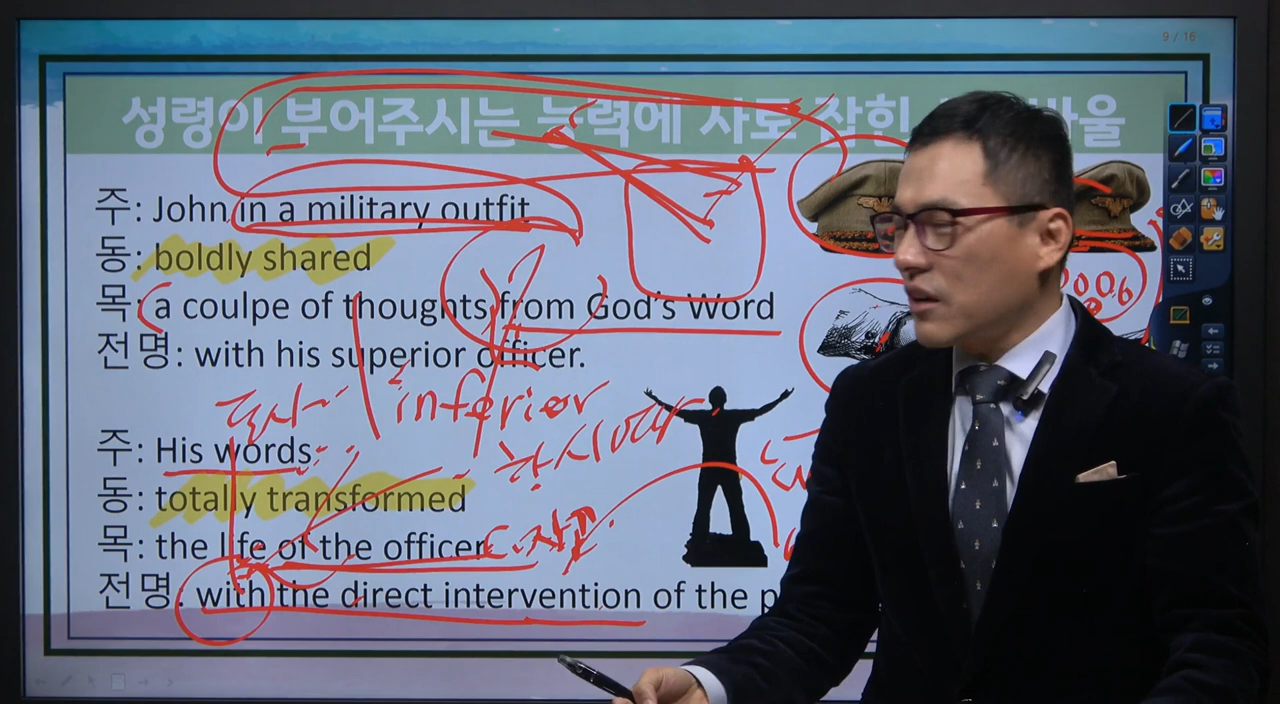 9 / 16
성령이 부어주시는 능력에 사로 잡힌 울
주: John in a military outfit
동: boldly shared
목: a coulpe of thoughts from God's Word
006
전명: with his superior officer.
inferior
주: His words
동: totally transformed
목: the life of the officer
전명: with the direct intervention of the p